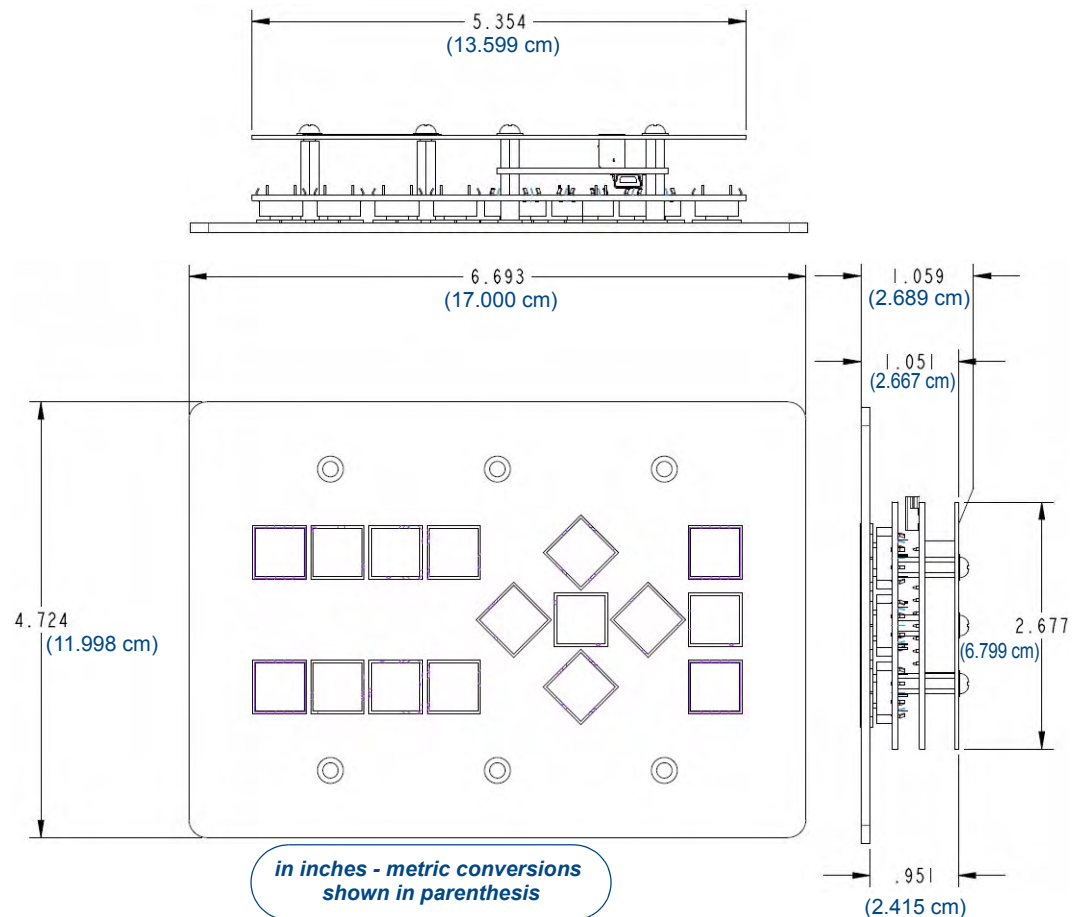 5.354
(13.599 cm)
6.693
(17.000 cm)
1.059
(2.689 cm)
1.051
(2.667 cm)
4.724
(11.998 cm)
2.677
(6.799 cm)
in inches - metric conversions
shown in parenthesis
.951
(2.415 cm)